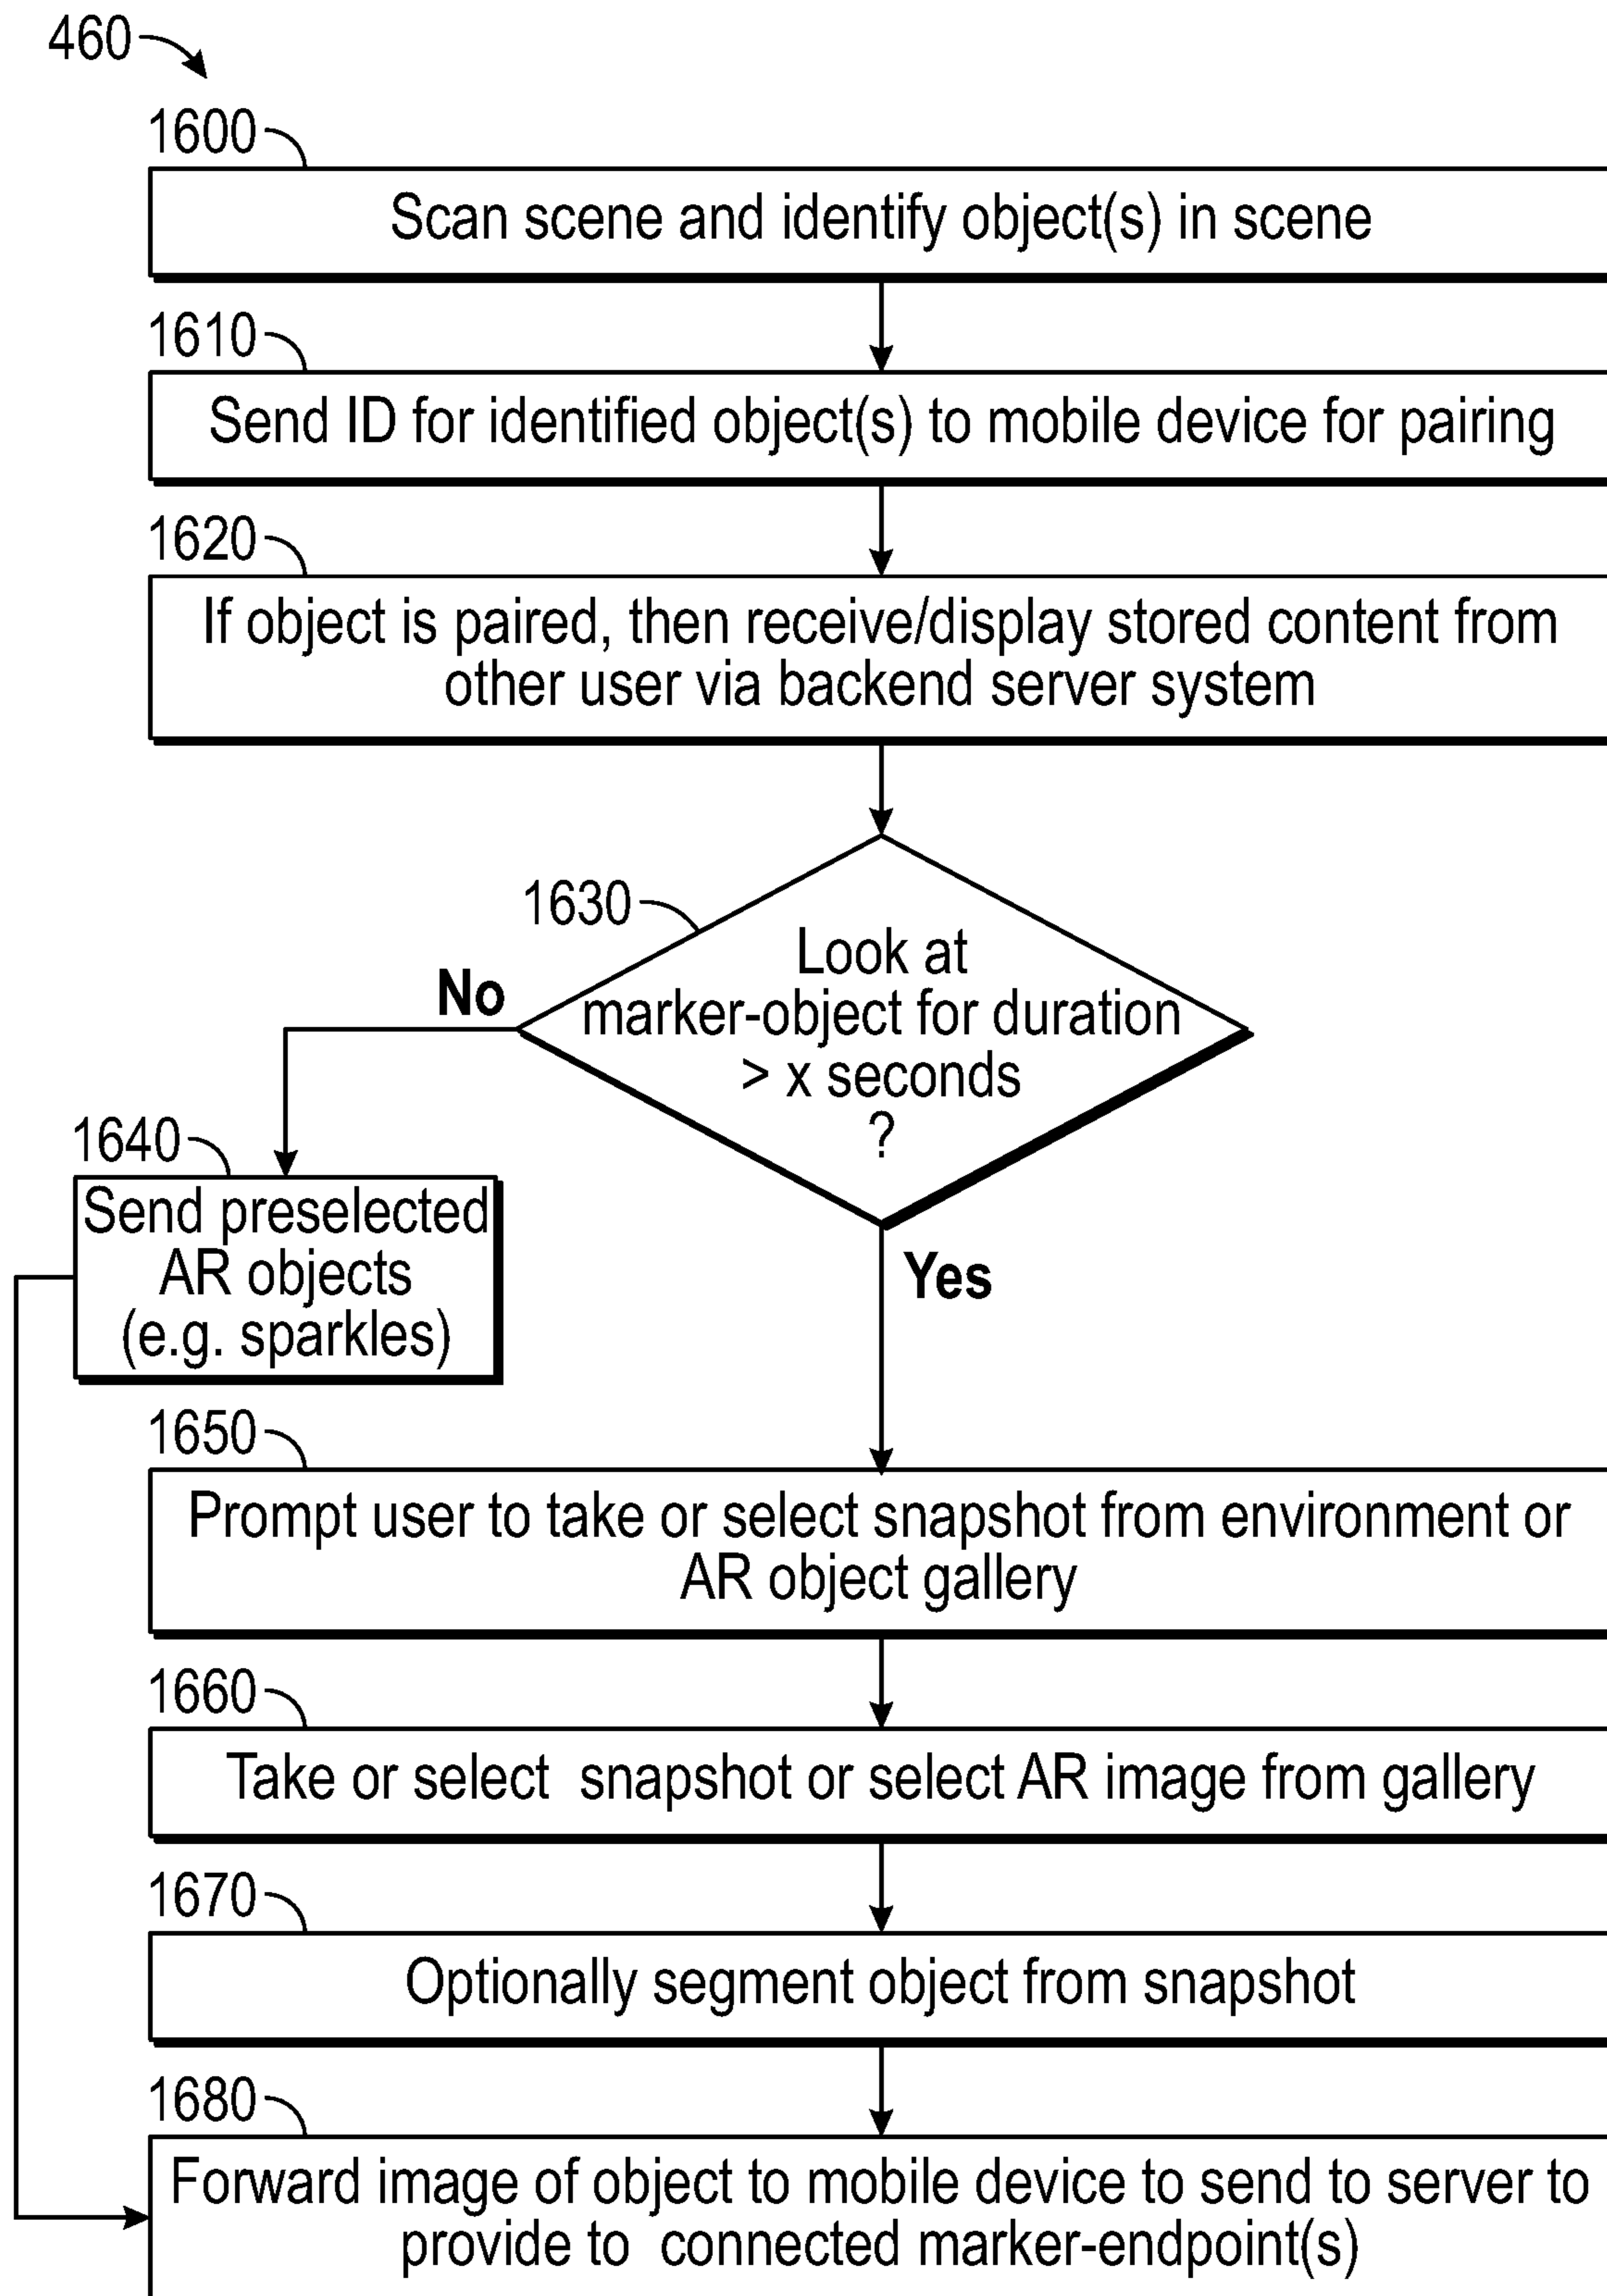 460
1600
Scan scene and identify object(s) in scene
1610
Send ID for identified object(s) to mobile device for pairing
1620
If object is paired, then receive/display stored content from
other user via backend server system
1630
Look at
marker-object for duration
> x seconds
?
No
Yes
1640
Send preselected
AR objects
(e.g. sparkles)
1650
Prompt user to take or select snapshot from environment or
AR object gallery
1660
Take or select snapshot or select AR image from gallery
1670
Optionally segment object from snapshot
1680
Forward image of object to mobile device to send to server to
provide to connected marker-endpoint(s)